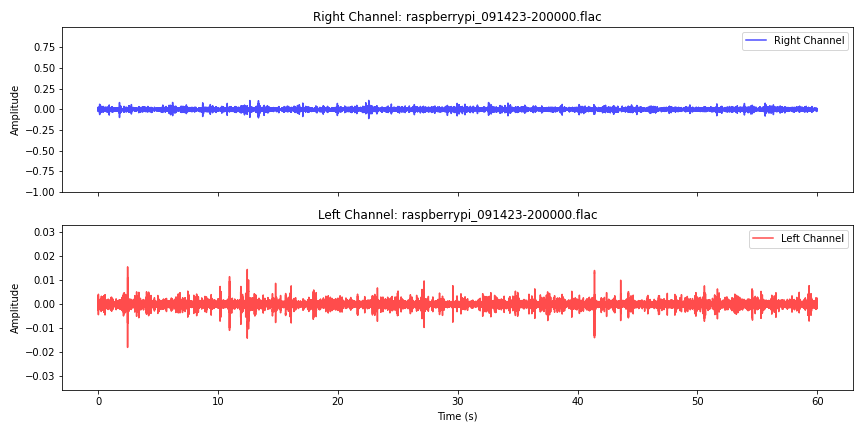 Right Channel: raspberrypi_091423-200000.flac
Right Channel
0.75
0.50
0.25
0.00
−0.25
−0.50
−0.75
−1.00
Amplitude
Left Channel: raspberrypi_091423-200000.flac
Left Channel
0.03
0.02
0.01
0.00
−0.01
−0.02
−0.03
Amplitude
0 10 20 30 40 50 60
Time (s)